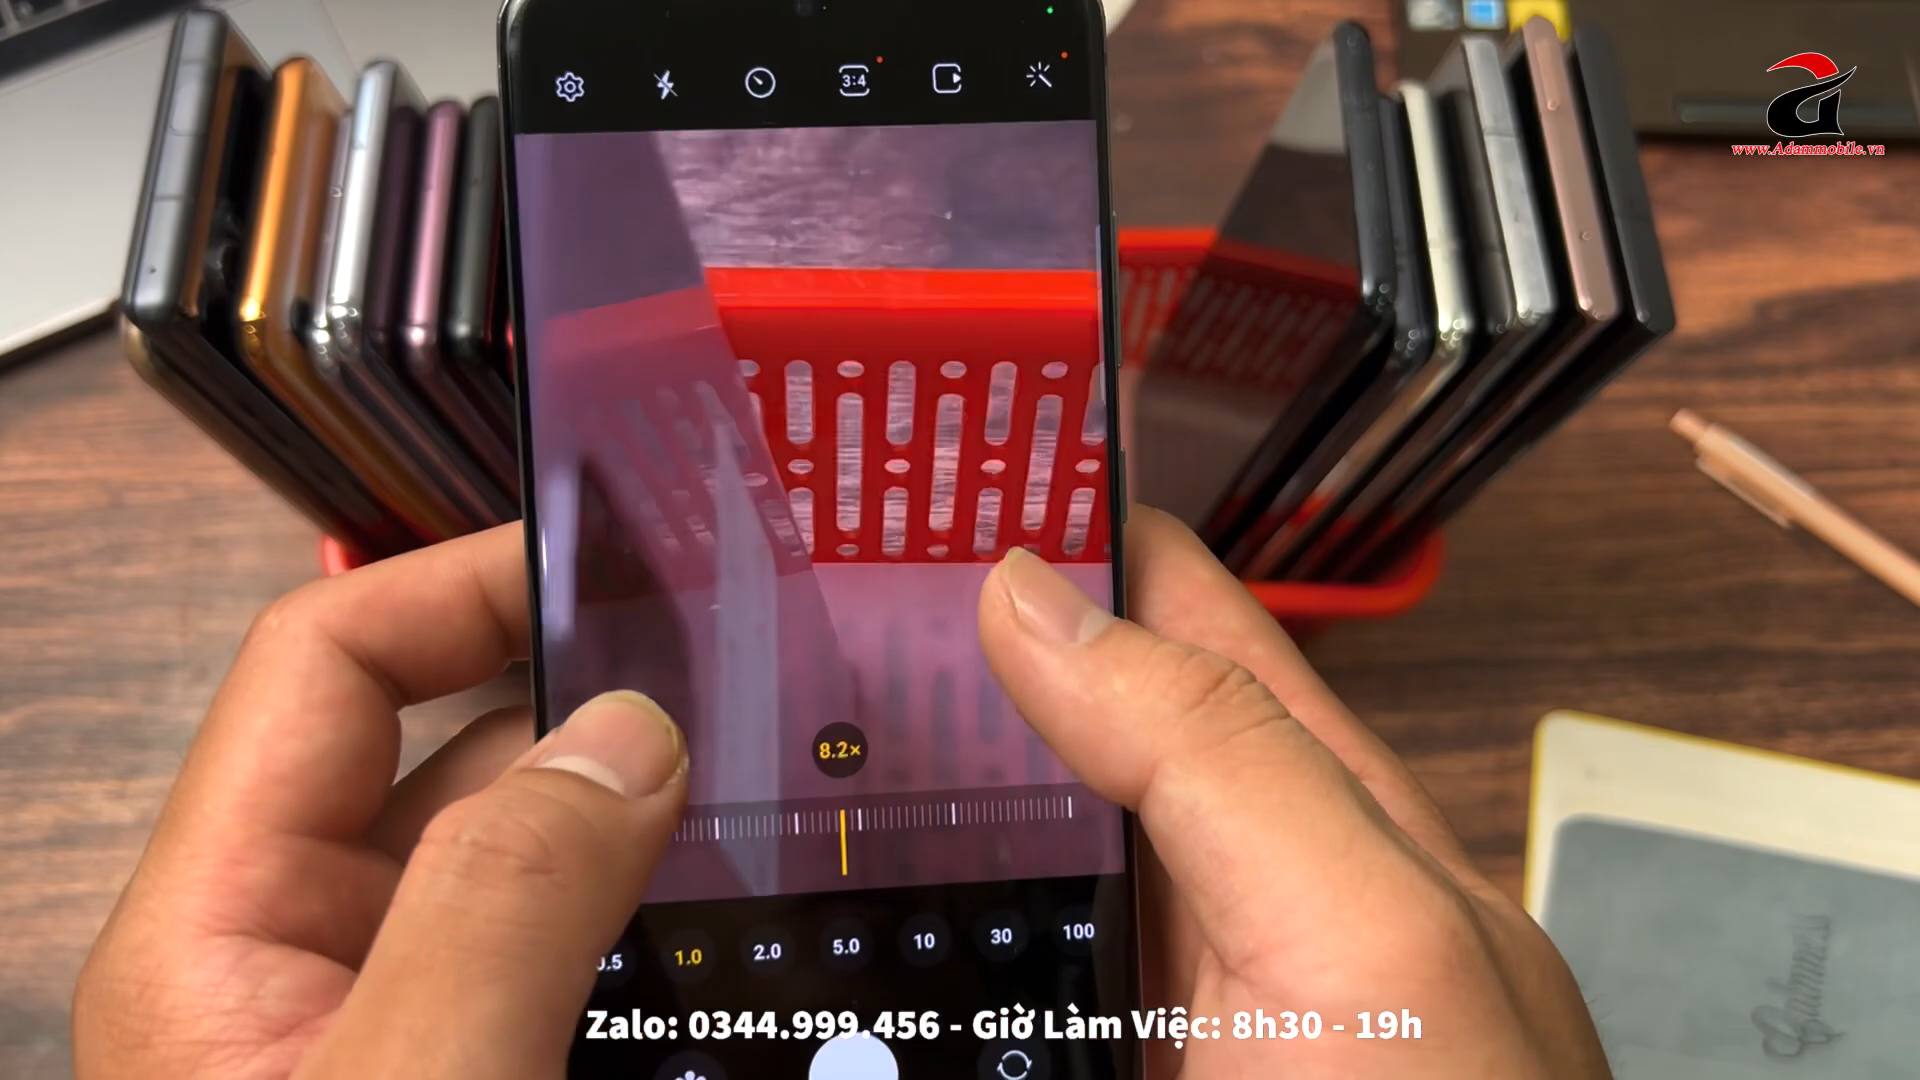 3:4
www.Adammobile.vn
8.2×
.5 1.0 2.0 5.0 10 30 100
Zalo: 0344.999.456 - Giờ Làm Việc: 8h30 - 19h
Calmness